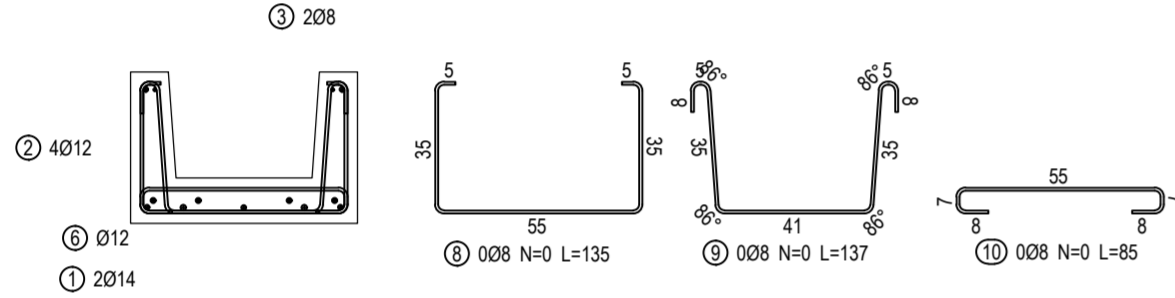 ③ 2Ø8
② 4Ø12
⑥ Ø12
① 2Ø14
5 5
35 35
55
⑧ 0Ø8 N=0 L=135
5 86° 86° 5
8 8
35 35
86° 41 86°
⑨ 0Ø8 N=0 L=137
55
7
8 8
⑩ 0Ø8 N=0 L=85